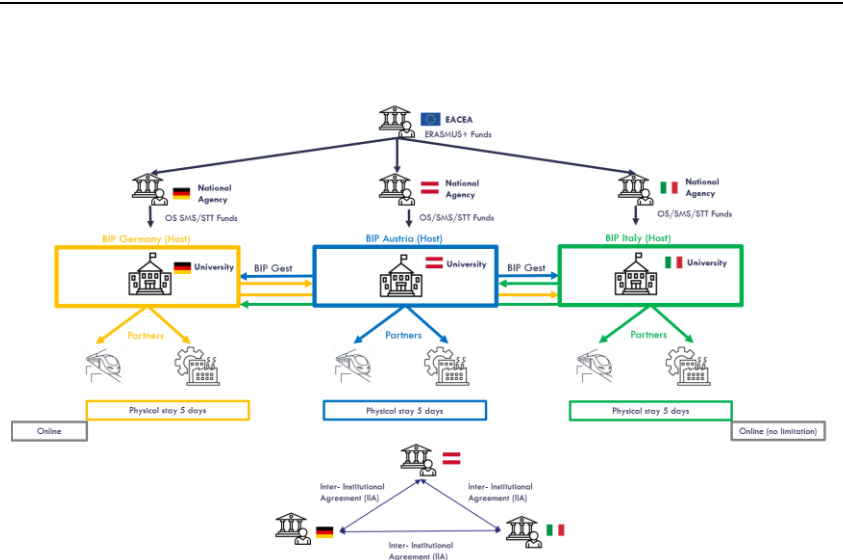 EACEA
ERASMUS+ Funds
National
Agency
National
Agency
National
Agency
OS SMS/STT Funds
OS/SMS/STT Funds
OS/SMS/STT Funds
BIP Germany (Host)
BIP Austria (Host)
BIP Italy (Host)
University
BIP Gest
University
BIP Gest
University
Partners
Partners
Partners
Physical stay 5 days
Physical stay 5 days
Physical stay 5 days
Online
Online (no limitation)
Inter- Institutional
Agreement (IIA)
Inter- Institutional
Agreement (IIA)
Inter- Institutional
Agreement (IIA)